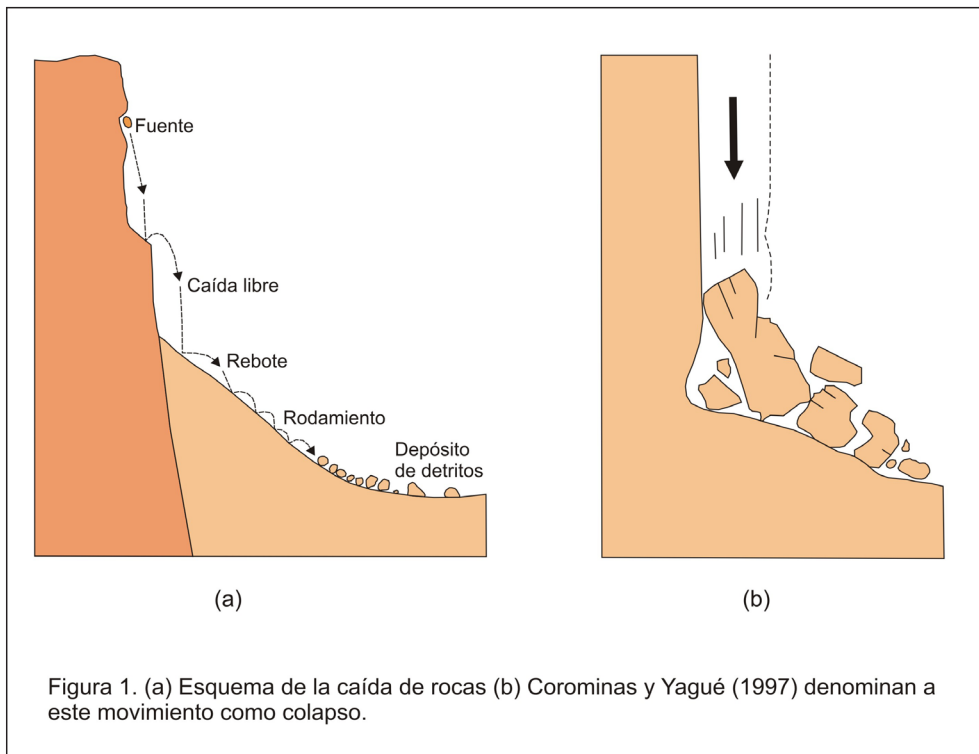 Fuente
Caída libre
Rebote
Rodamiento
Depósito
de detritos
(a)
(b)
Figura 1. (a) Esquema de la caída de rocas (b) Corominas y Yagué (1997) denominan a
este movimiento como colapso.